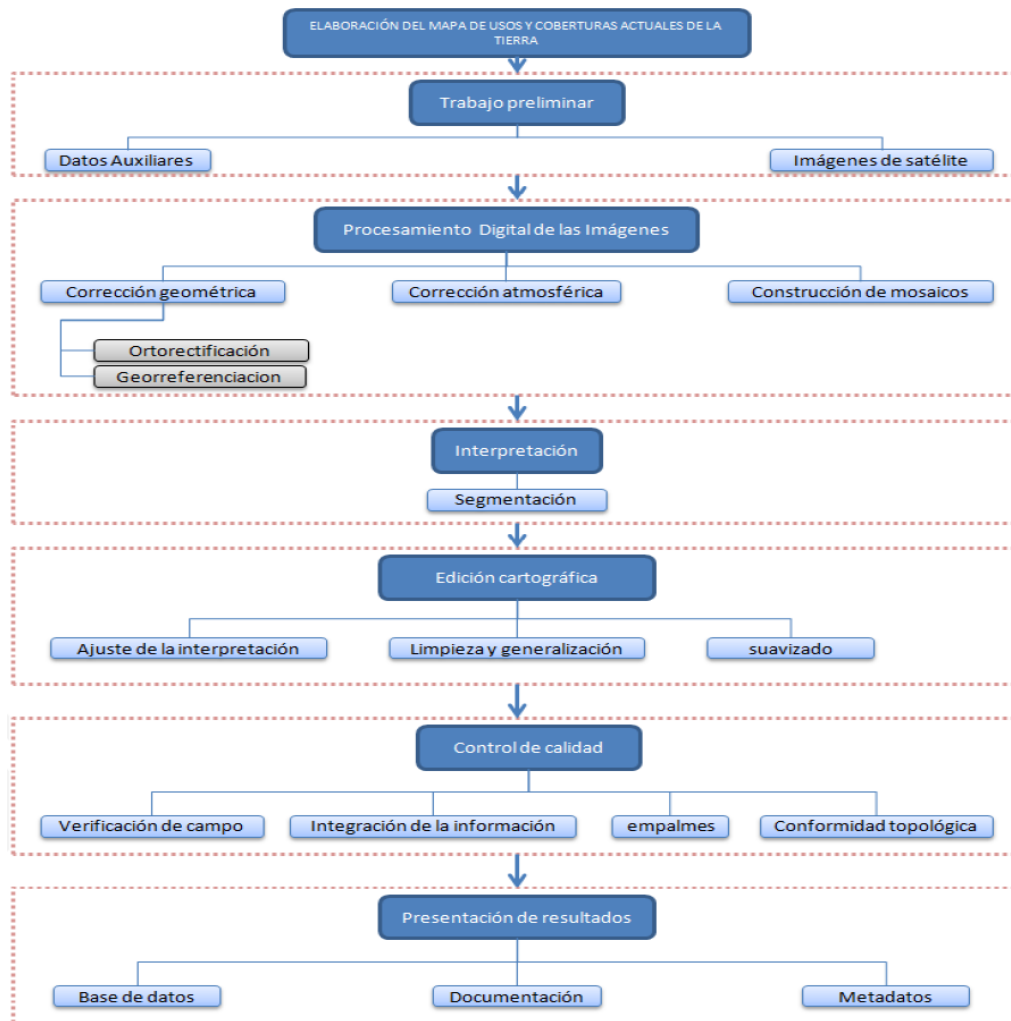 ELABORACIÓN DEL MAPA DE USOS Y COBERTURAS ACTUALES DE LA
TIERRA
Trabajo preliminar
Datos Auxiliares
Imágenes de satélite
Procesamiento Digital de las Imágenes
Corrección geométrica
Corrección atmosférica
Construcción de mosaicos
Ortorectificación
Georreferenciacion
Interpretación
Segmentación
Edición cartográfica
Ajuste de la interpretación
Limpieza y generalización
suavizado
Control de calidad
Verificación de campo
Integración de la información
empalmes
Conformidad topológica
Presentación de resultados
Base de datos
Documentación
Metadatos